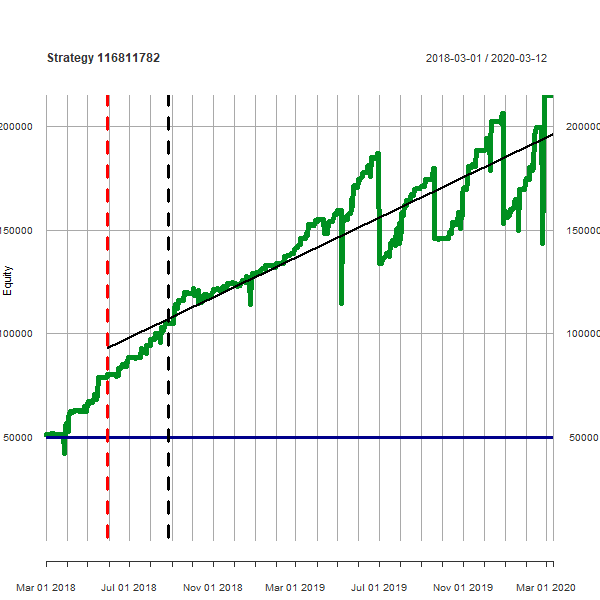 Strategy 116811782
2018-03-01 / 2020-03-12
200000 200000
150000 150000
Equity
100000 100000
50000 50000
Mar 01 2018 Jul 01 2018 Nov 01 2018 Mar 01 2019 Jul 01 2019 Nov 01 2019 Mar 01 2020